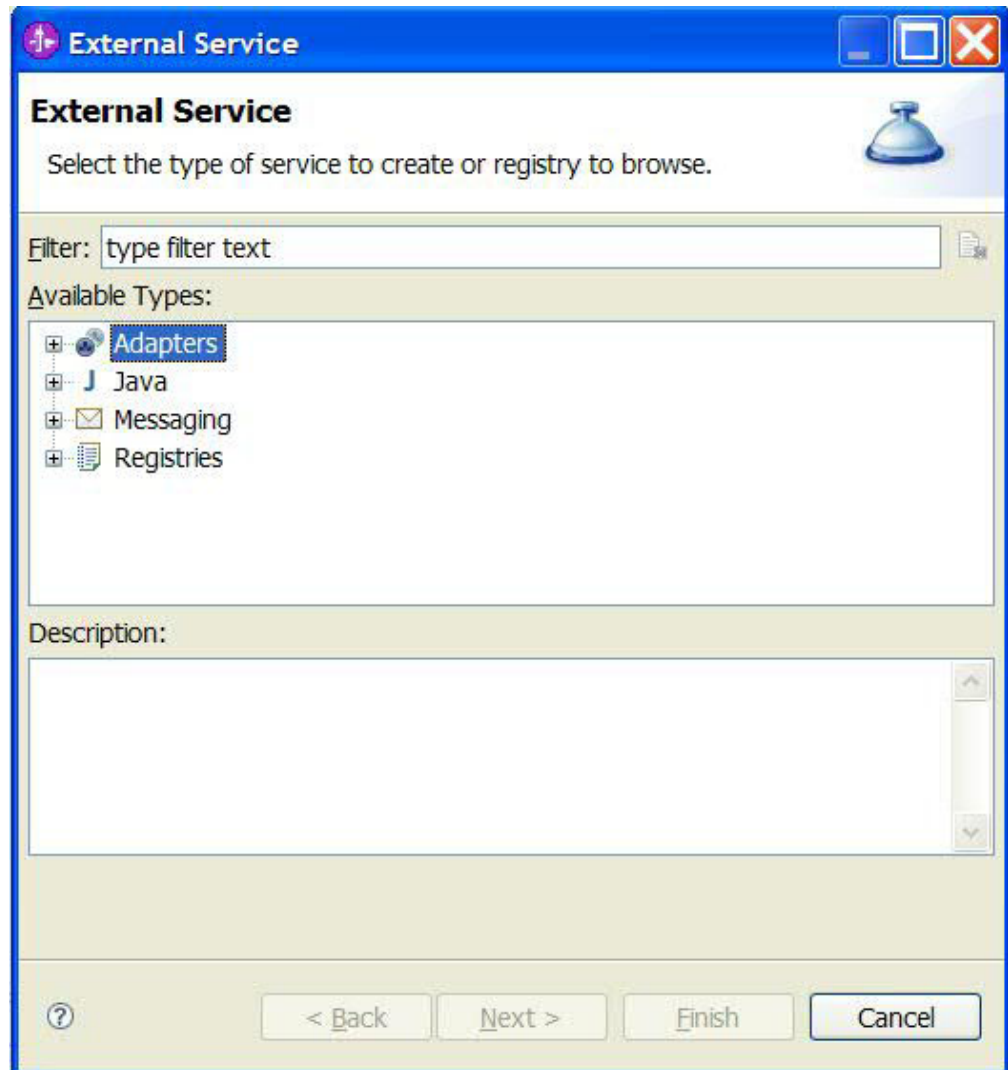 External Service
External Service
Select the type of service to create or registry to browse.
Filter: type filter text
Available Types:
Adapters
J Java
Messaging
Registries
Description:
< Back Next > Finish Cancel